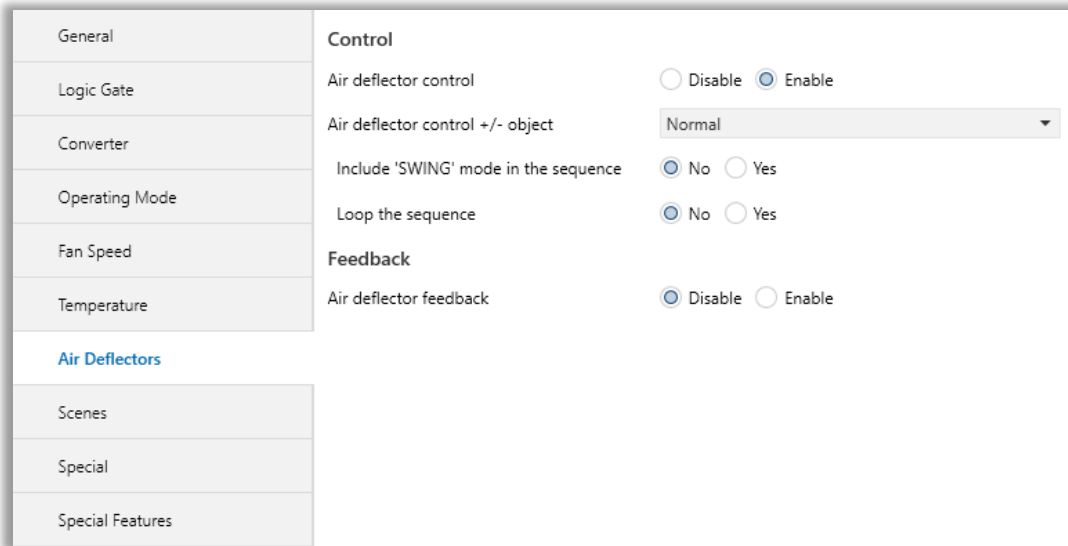 General
Logic Gate
Converter
Operating Mode
Fan Speed
Temperature
Air Deflectors
Scenes
Special
Special Features
Control
Air deflector control Disable Enable
Air deflector control +/- object Normal
Include 'SWING' mode in the sequence No Yes
Loop the sequence No Yes
Feedback
Air deflector feedback Disable Enable